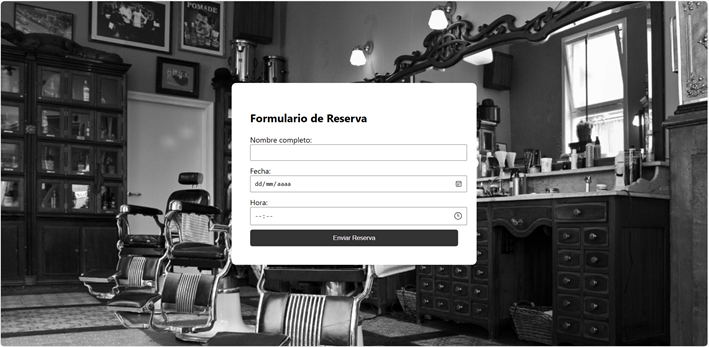 POMADE
Formulario de Reserva
Nombre completo:
Fecha:
dd/mm/aaaa
Hora:
--:--
Enviar Reserva